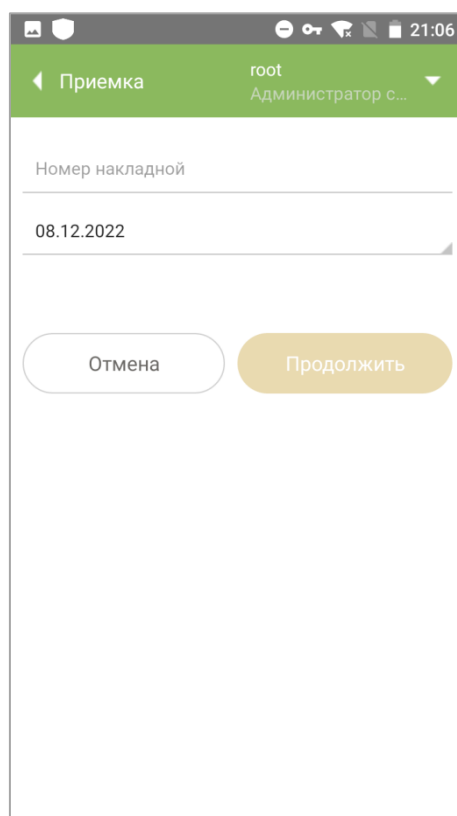 21:06
Приемка
root
Администратор с...
Номер накладной
08.12.2022
Отмена
Продолжить